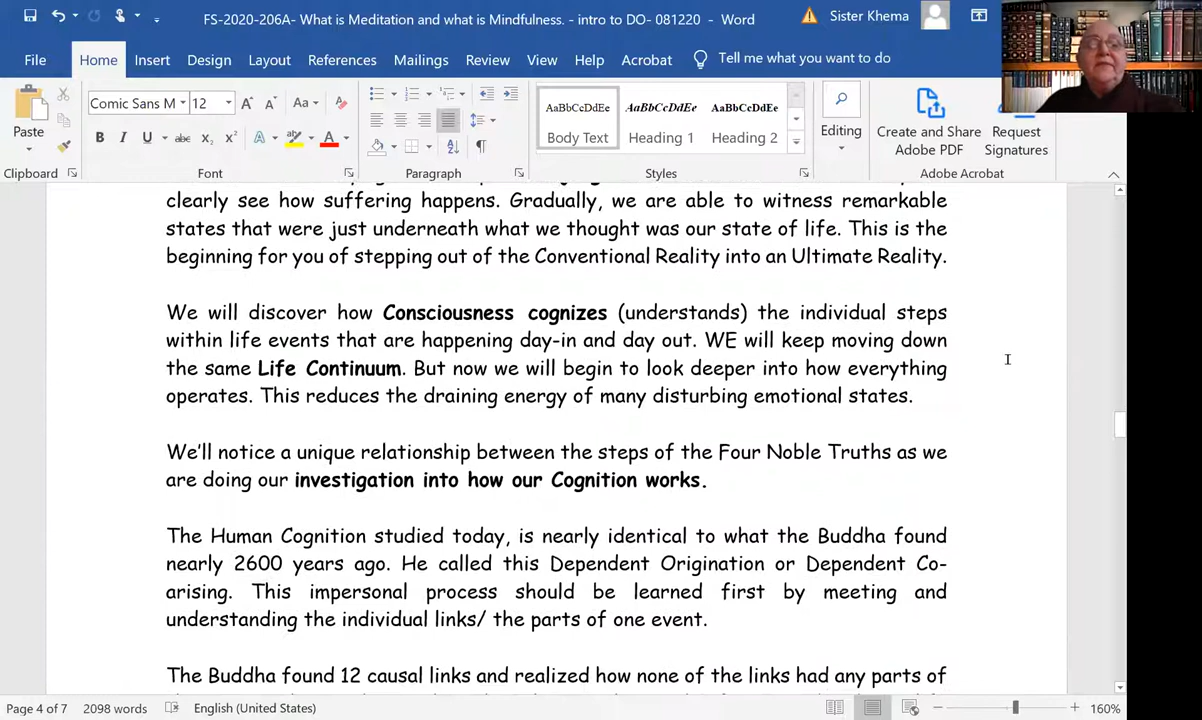 FS-2020-206A- What is Meditation and what is Mindfulness. - intro to DO- 081220 - Word
Sister Khema
File Home Insert Design Layout References Mailings Review View Help Acrobat Tell me what you want to do
Comic Sans M 12
Aa
AaBbCcDdEe AaBbCcDdEe AaBbCcDdEe
Paste
B I U abc X₂ X² A A
Body Text Heading 1 Heading 2
Editing
Create and Share Adobe PDF
Request Signatures
Clipboard Font Paragraph Styles Adobe Acrobat
clearly see how suffering happens. Gradually, we are able to witness remarkable
states that were just underneath what we thought was our state of life. This is the
beginning for you of stepping out of the Conventional Reality into an Ultimate Reality.
We will discover how Consciousness cognizes (understands) the individual steps
within life events that are happening day-in and day out. WE will keep moving down
the same Life Continuum. But now we will begin to look deeper into how everything
operates. This reduces the draining energy of many disturbing emotional states.
We'll notice a unique relationship between the steps of the Four Noble Truths as we
are doing our investigation into how our Cognition works.
The Human Cognition studied today, is nearly identical to what the Buddha found
nearly 2600 years ago. He called this Dependent Origination or Dependent Co-
arising. This impersonal process should be learned first by meeting and
understanding the individual links/ the parts of one event.
The Buddha found 12 causal links and realized how none of the links had any parts of
Page 4 of 7 2098 words English (United States) 160%